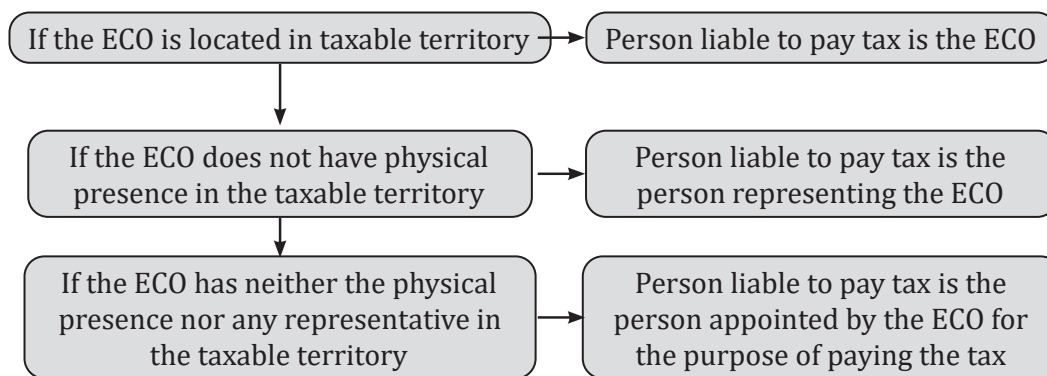 If the ECO is located in taxable territory
Person liable to pay tax is the ECO
If the ECO does not have physical
presence in the taxable territory
Person liable to pay tax is the
person representing the ECO
If the ECO has neither the physical
presence nor any representative in
the taxable territory
Person liable to pay tax is the
person appointed by the ECO for
the purpose of paying the tax